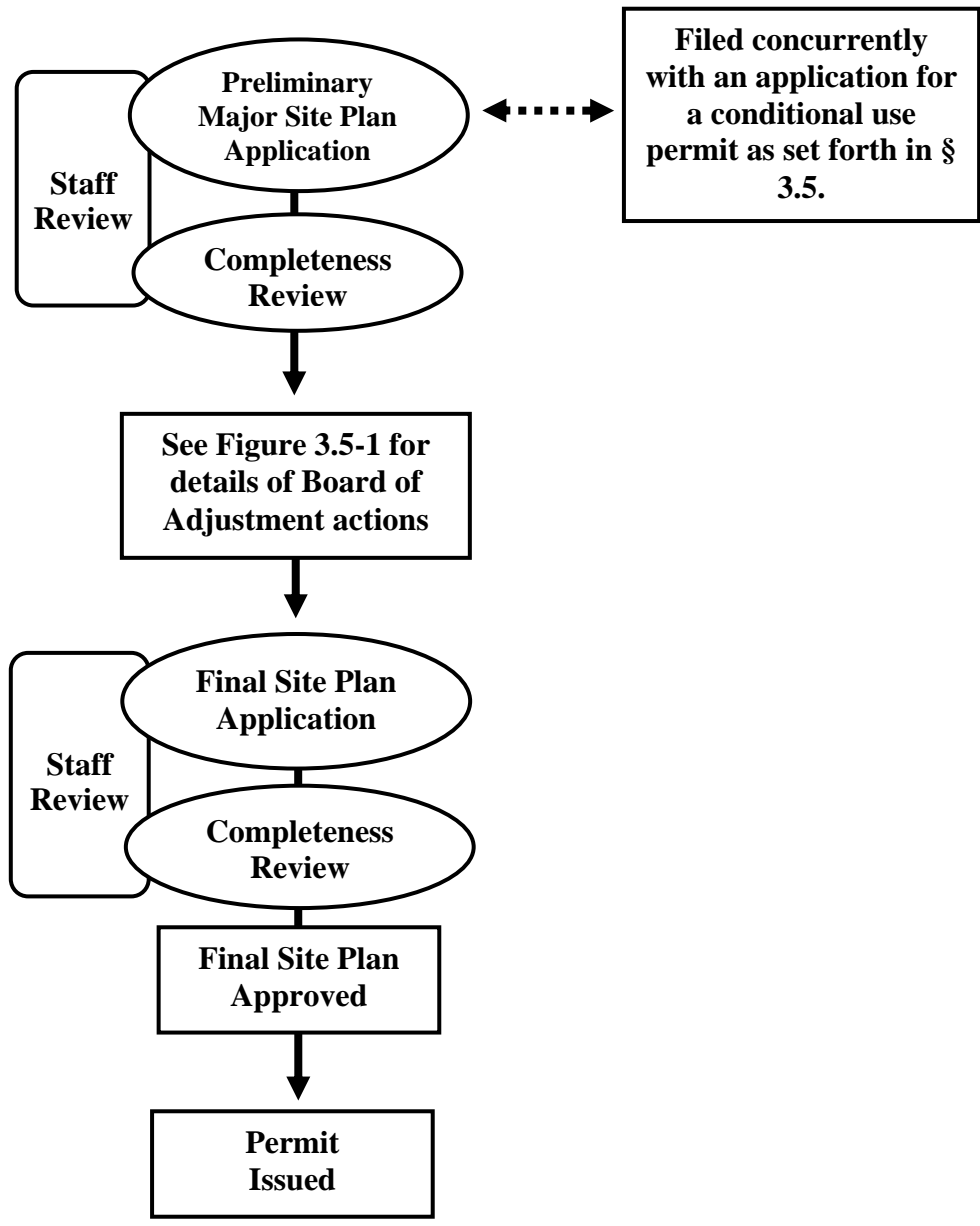 Preliminary
Major Site Plan
Application
Filed concurrently
with an application for
a conditional use
permit as set forth in §
3.5.
Staff
Review
Completeness
Review
See Figure 3.5-1 for
details of Board of
Adjustment actions
Final Site Plan
Application
Staff
Review
Completeness
Review
Final Site Plan
Approved
Permit
Issued